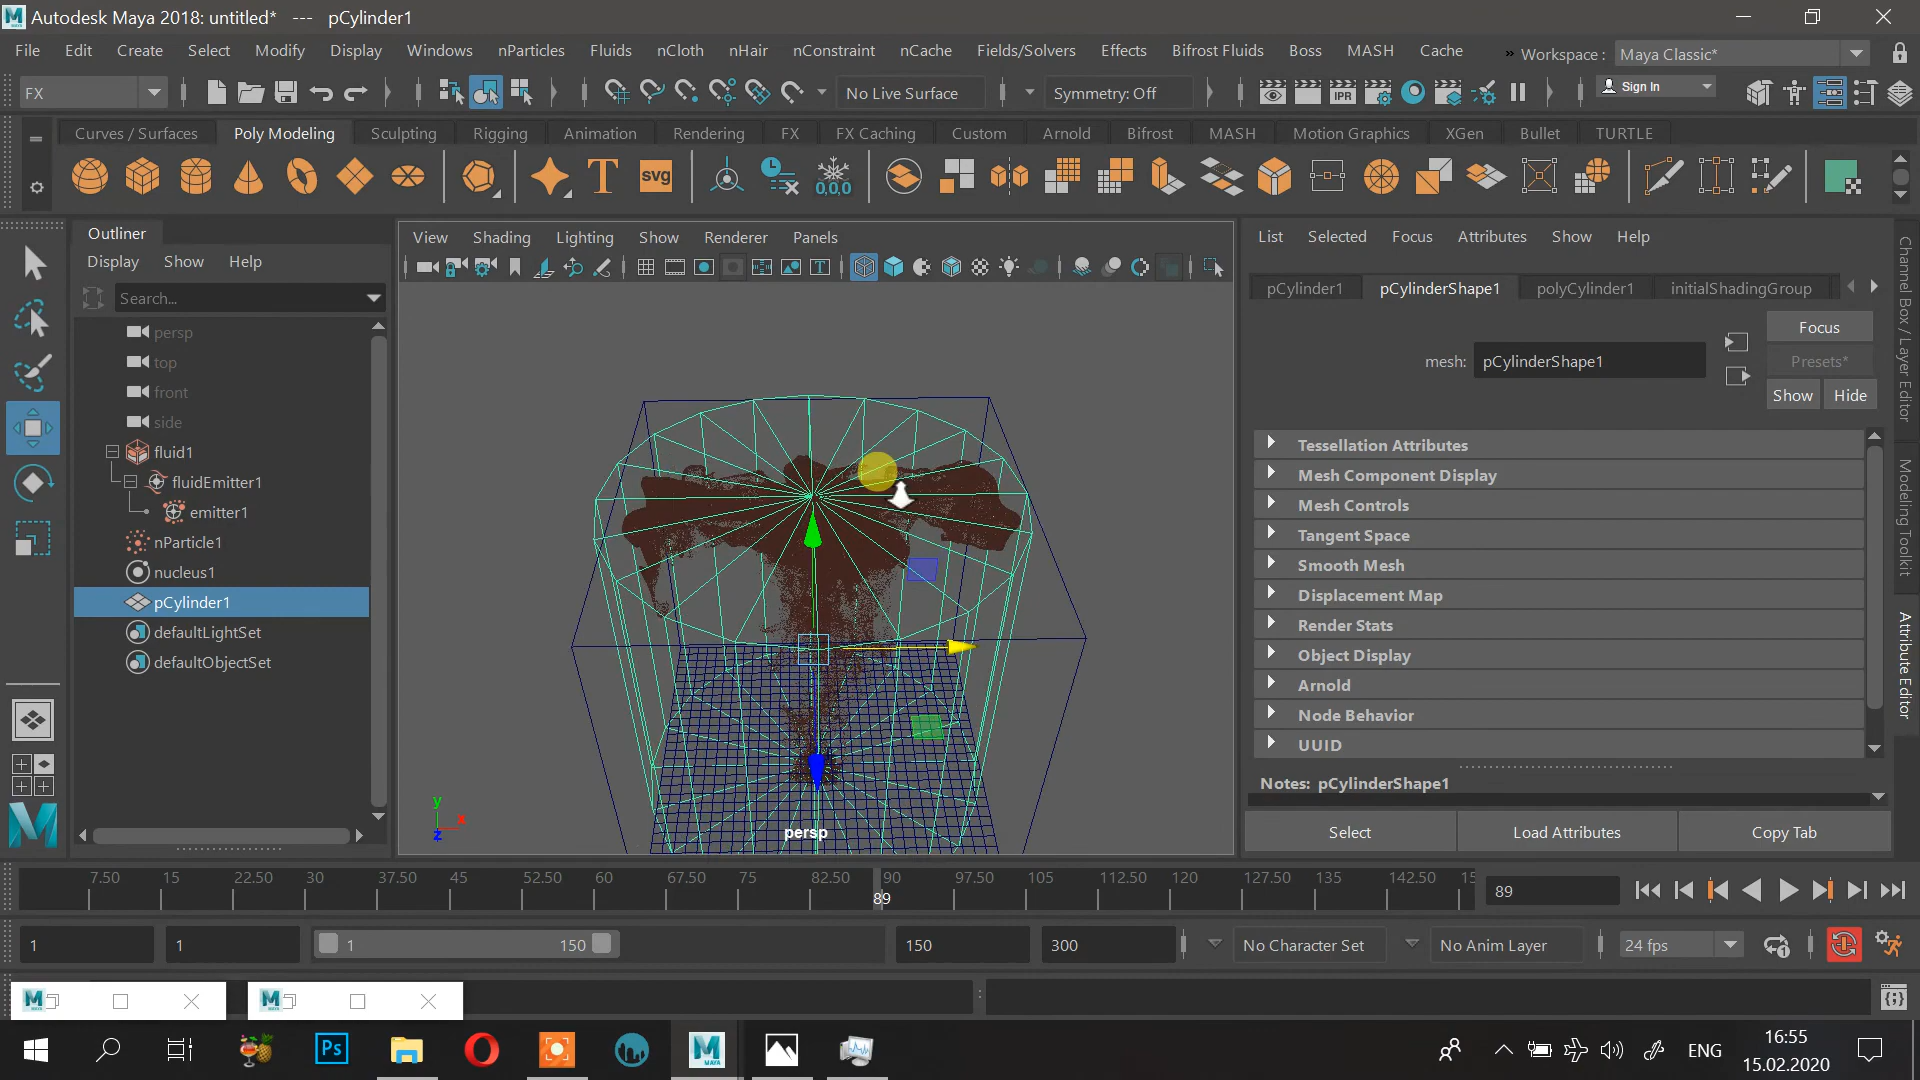 Autodesk Maya 2018: untitled*   ---   pCylinder1
File Edit Create Select Modify Display Windows nParticles Fluids nCloth nHair nConstraint nCache Fields/Solvers Effects Bifrost Fluids Boss MASH Cache » Workspace : Maya Classic*
FX No Live Surface Symmetry: Off IPR Sign In
Curves / Surfaces Poly Modeling Sculpting Rigging Animation Rendering FX FX Caching Custom Arnold Bifrost MASH Motion Graphics XGen Bullet TURTLE
T svg 0,0,0
Outliner
Display Show Help
Search...
persp
top
front
side
fluid1
fluidEmitter1
emitter1
nParticle1
nucleus1
pCylinder1
defaultLightSet
defaultObjectSet
View Shading Lighting Show Renderer Panels
y
x
z
persp
List Selected Focus Attributes Show Help
pCylinder1 pCylinderShape1 polyCylinder1 initialShadingGroup
Focus
mesh: pCylinderShape1
Presets*
Show Hide
Tessellation Attributes
Mesh Component Display
Mesh Controls
Tangent Space
Smooth Mesh
Displacement Map
Render Stats
Object Display
Arnold
Node Behavior
UUID
Notes: pCylinderShape1
Select Load Attributes Copy Tab
Channel Box / Layer Editor
Modeling Toolkit
Attribute Editor
7.50 15 22.50 30 37.50 45 52.50 60 67.50 75 82.50 90 97.50 105 112.50 120 127.50 135 142.50 15
89 89
1 1 1 150 150 300 No Character Set No Anim Layer 24 fps
M M
Ps M ENG
MAYA
16:55
15.02.2020